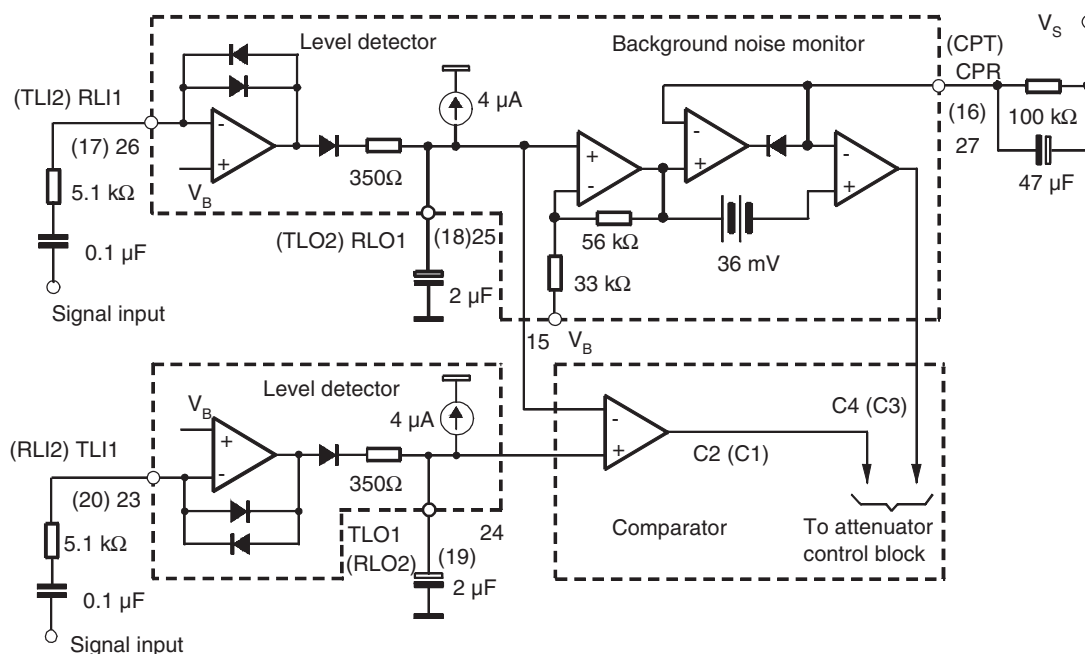 Level detector
Background noise monitor
V_S
(CPT)
CPR
(16)
27
100 kΩ
47 µF
(TLI2) RLI1
(17) 26
5.1 kΩ
0.1 µF
Signal input
-
+
V_B
350Ω
4 µA
(TLO2) RLO1
(18)25
2 µF
+
-
-
+
-
+
56 kΩ
33 kΩ
36 mV
15
V_B
Level detector
V_B
+
-
4 µA
350Ω
(RLI2) TLI1
(20) 23
5.1 kΩ
0.1 µF
Signal input
TLO1
(RLO2)
24
(19)
2 µF
-
+
C2 (C1)
C4 (C3)
Comparator
To attenuator
control block